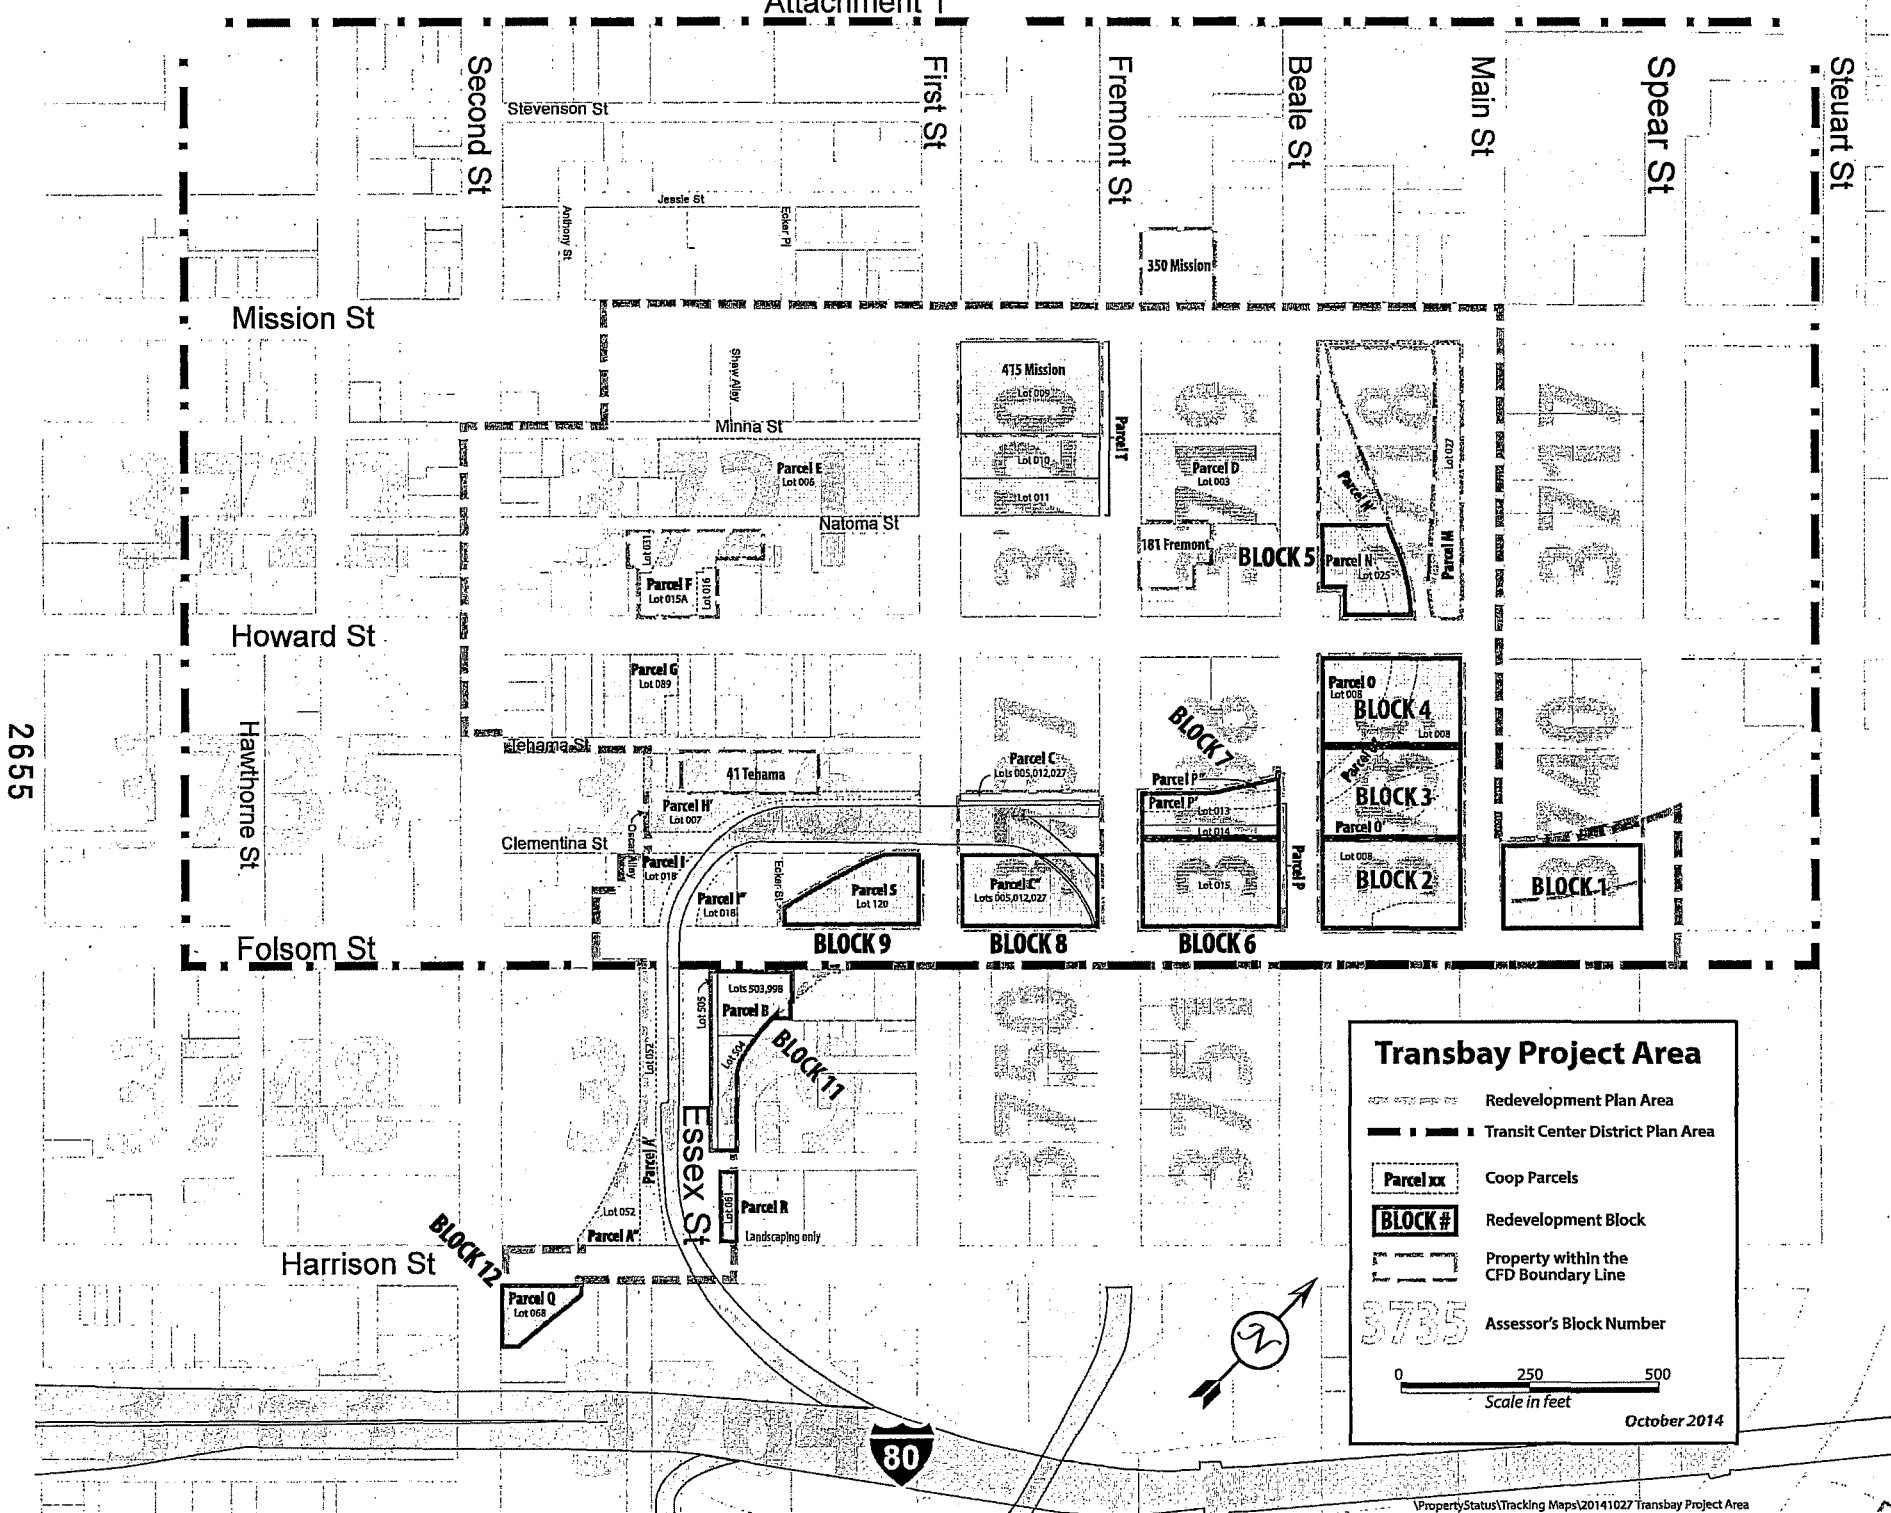 Attachment 1
Second St
First St
Fremont St
Beale St
Main St
Spear St
Steuart St
Stevenson St
Jessie St
Anthony St
Ecker Pl
350 Mission
Mission St
Shaw Alley
Minna St
415 Mission
Lot 009
Lot 010
Lot 011
Parcel T
Parcel E
Lot 006
Parcel D
Lot 003
Lot 027
Parcel M
3717
Natoma St
Lot 031
Parcel F
Lot 015A
Lot 016
181 Fremont
BLOCK 5
Parcel N'
Lot 025
Howard St
Parcel G
Lot 089
Parcel O
Lot 008
BLOCK 4
Lot 008
BLOCK 7
Tehama St
41 Tehama
Parcel C
Lots 005,012,027
Parcel P"
Parcel P'
Lot 013
Lot 014
BLOCK 3
Parcel O'
Hawthorne St
2655
3735
3740
Parcel H'
Lot 007
Clementina St
Oscar Alley
Parcel I'
Lot 018
Parcel I"
Lot 018
Ecker St
Parcel S
Lot 120
Parcel C"
Lots 005,012,027
Lot 015
Parcel P
Lot 008
BLOCK 2
BLOCK 1
Folsom St
BLOCK 9
BLOCK 8
BLOCK 6
Lots 503,998
Parcel B
Lot 505
Lot 504
BLOCK 11
Lot 052
Parcel A'
Essex St
3748
3750
3751
Lot 061
Parcel R
Landscaping only
Lot 052
Parcel A"
Harrison St
BLOCK 12
Parcel Q
Lot 068
N
80
Transbay Project Area
Redevelopment Plan Area
Transit Center District Plan Area
Parcel xx
Coop Parcels
BLOCK #
Redevelopment Block
Property within the
CFD Boundary Line
3735
Assessor's Block Number
0 250 500
Scale in feet
October 2014
\PropertyStatus\Tracking Maps\20141027 Transbay Project Area